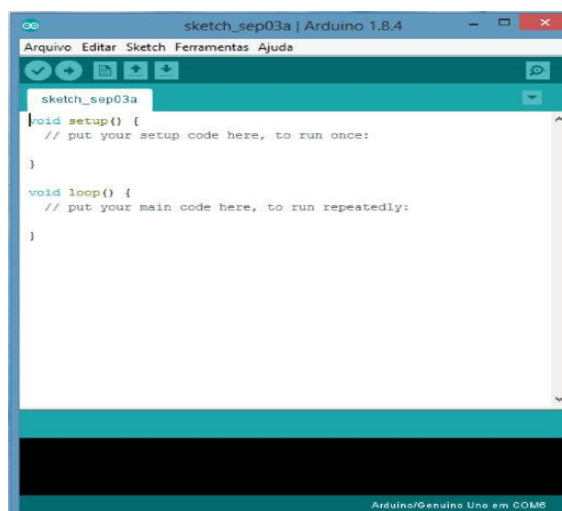 sketch_sep03a | Arduino 1.8.4
Arquivo Editar Sketch Ferramentas Ajuda
sketch_sep03a
void setup() {
// put your setup code here, to run once:
}
void loop() {
// put your main code here, to run repeatedly:
}
Arduino/Genuino Uno em COM6